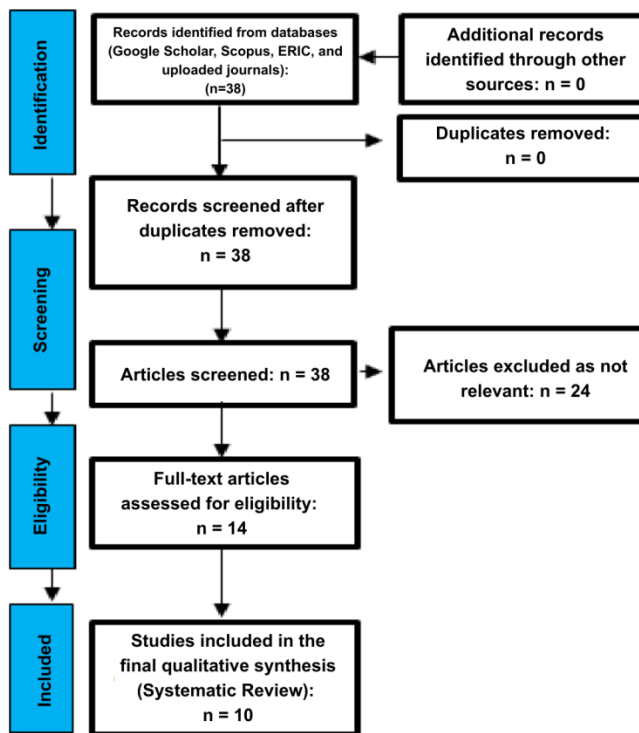 Identification
Records identified from databases
(Google Scholar, Scopus, ERIC, and
uploaded journals):
(n=38)
Additional records
identified through other
sources: n = 0
Duplicates removed:
n = 0
Records screened after
duplicates removed:
n = 38
Screening
Articles screened: n = 38
Articles excluded as not
relevant: n = 24
Eligibility
Full-text articles
assessed for eligibility:
n = 14
Included
Studies included in the
final qualitative synthesis
(Systematic Review):
n = 10